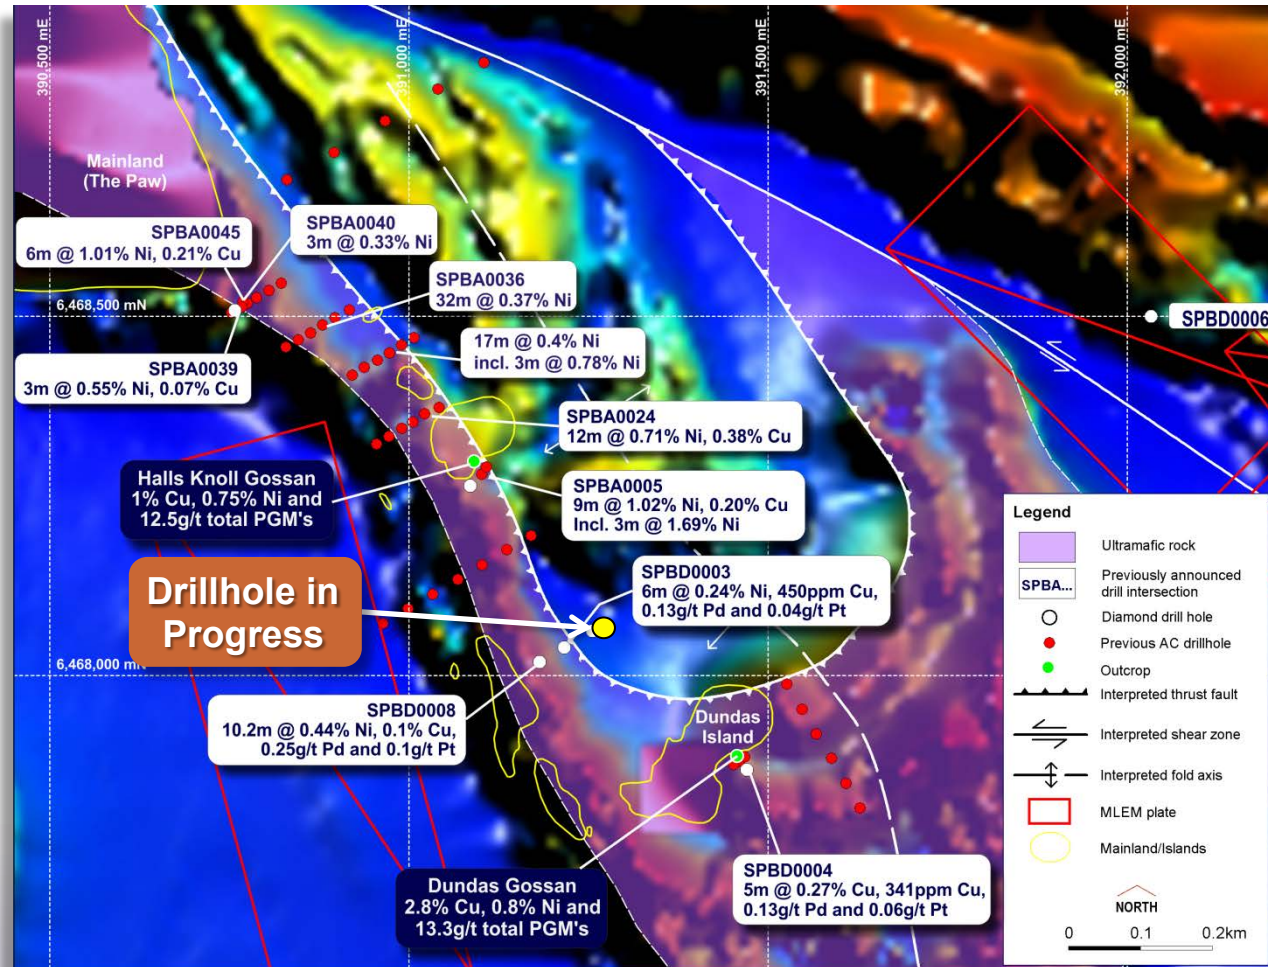 390,500 mE
391,000 mE
391,500 mE
392,000 mE
Mainland
(The Paw)
SPBA0045
6m @ 1.01% Ni, 0.21% Cu
SPBA0040
3m @ 0.33% Ni
SPBA0036
32m @ 0.37% Ni
6,468,500 mN
SPBD0006
17m @ 0.4% Ni
incl. 3m @ 0.78% Ni
SPBA0039
3m @ 0.55% Ni, 0.07% Cu
SPBA0024
12m @ 0.71% Ni, 0.38% Cu
Halls Knoll Gossan
1% Cu, 0.75% Ni and
12.5g/t total PGM's
SPBA0005
9m @ 1.02% Ni, 0.20% Cu
Incl. 3m @ 1.69% Ni
Drillhole in
Progress
SPBD0003
6m @ 0.24% Ni, 450ppm Cu,
0.13g/t Pd and 0.04g/t Pt
6,468,000 mN
SPBD0008
10.2m @ 0.44% Ni, 0.1% Cu,
0.25g/t Pd and 0.1g/t Pt
Dundas
Island
Dundas Gossan
2.8% Cu, 0.8% Ni and
13.3g/t total PGM's
SPBD0004
5m @ 0.27% Cu, 341ppm Cu,
0.13g/t Pd and 0.06g/t Pt
Legend
Ultramafic rock
SPBA...
Previously announced
drill intersection
Diamond drill hole
Previous AC drillhole
Outcrop
Interpreted thrust fault
Interpreted shear zone
Interpreted fold axis
MLEM plate
Mainland/Islands
NORTH
0 0.1 0.2km